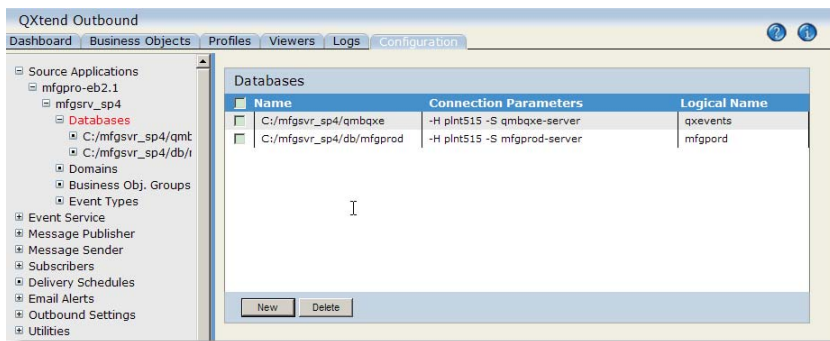 QXtend Outbound
Dashboard Business Objects Profiles Viewers Logs Configuration
Source Applications
mfgpro-eb2.1
mfgsrv_sp4
Databases
C:/mfgsvr_sp4/qmb
C:/mfgsvr_sp4/db/
Domains
Business Obj. Groups
Event Types
Event Service
Message Publisher
Message Sender
Subscribers
Delivery Schedules
Email Alerts
Outbound Settings
Utilities
Databases
Name Connection Parameters Logical Name
C:/mfgsvr_sp4/qmbqxe -H plnt515 -S qmbqxe-server qxevents
C:/mfgsvr_sp4/db/mfgprod -H plnt515 -S mfgprod-server mfgpord
New Delete